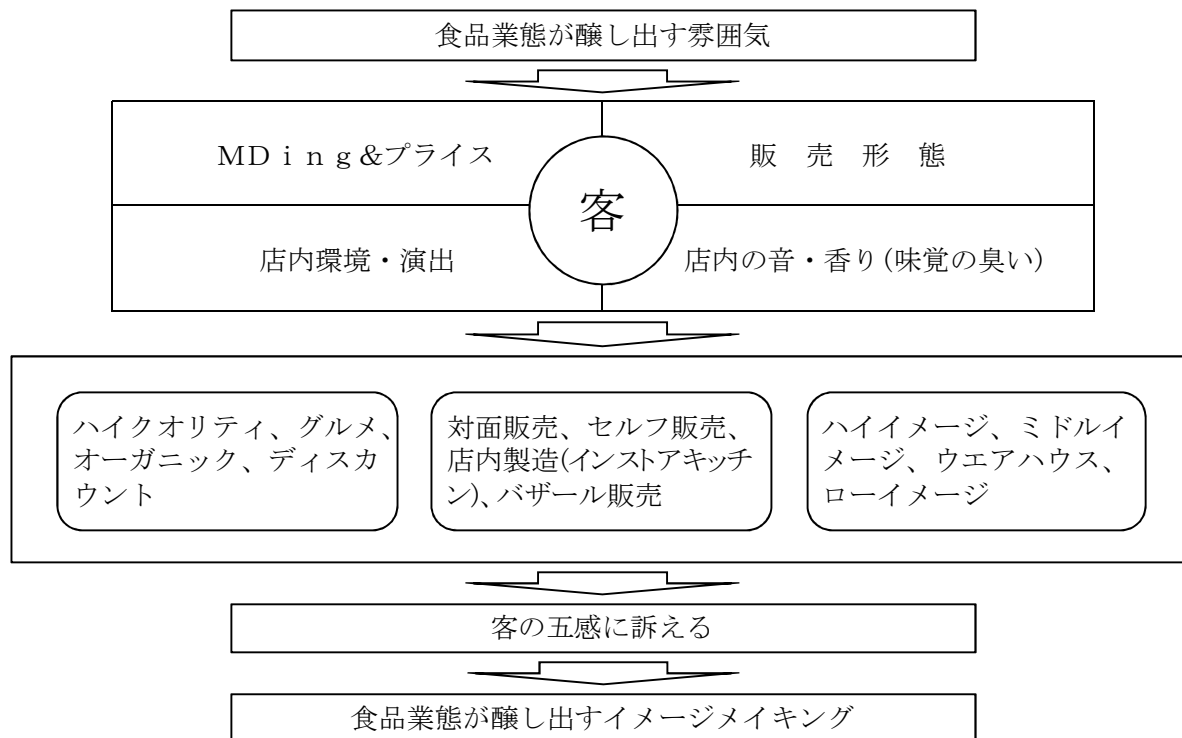 食品業態が醸し出す雰囲気
ＭＤｉｎｇ&プライス
販　売　形　態
客
店内環境・演出
店内の音・香り(味覚の臭い)
ハイクオリティ、グルメ、
オーガニック、ディスカ
ウント
対面販売、セルフ販売、
店内製造(インストアキッチ
ン)、バザール販売
ハイイメージ、ミドルイ
メージ、ウエアハウス、
ローイメージ
客の五感に訴える
食品業態が醸し出すイメージメイキング